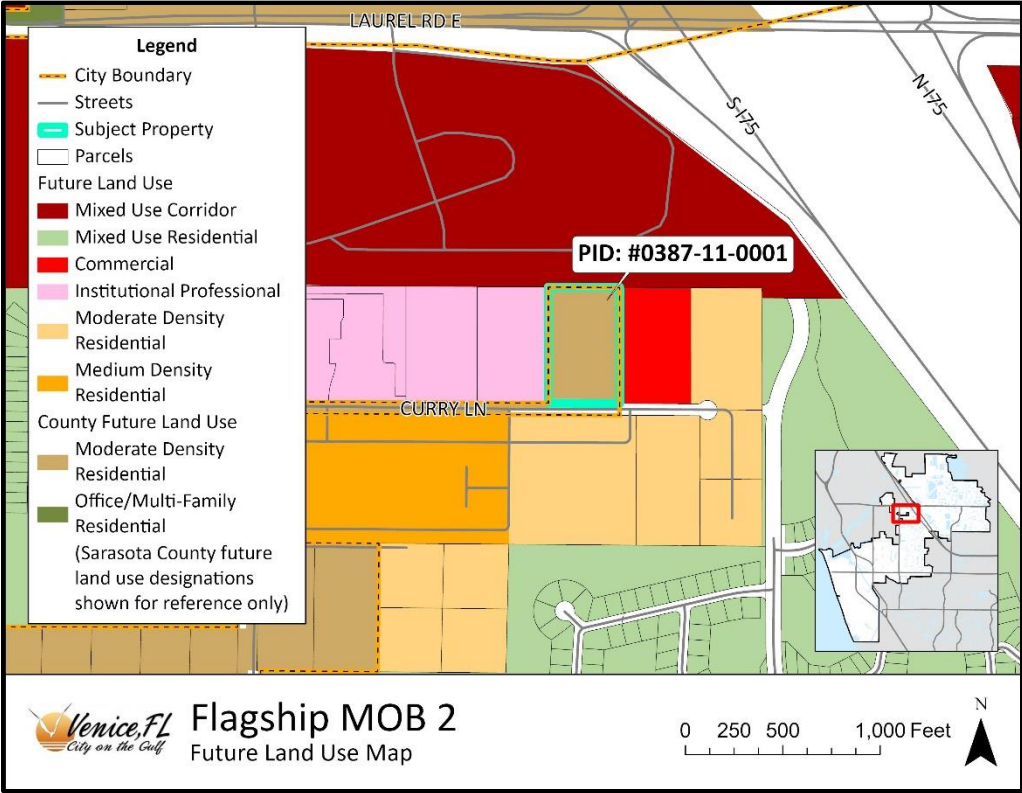 LAUREL RD E
Legend
City Boundary
Streets
Subject Property
Parcels
Future Land Use
Mixed Use Corridor
Mixed Use Residential
Commercial
Institutional Professional
Moderate Density
Residential
Medium Density
Residential
County Future Land Use
Moderate Density
Residential
Office/Multi-Family
Residential
(Sarasota County future
land use designations
shown for reference only)
S-I75
N-I75
PID: #0387-11-0001
CURRY LN
Venice, FL
City on the Gulf
Flagship MOB 2
Future Land Use Map
0 250 500 1,000 Feet
N